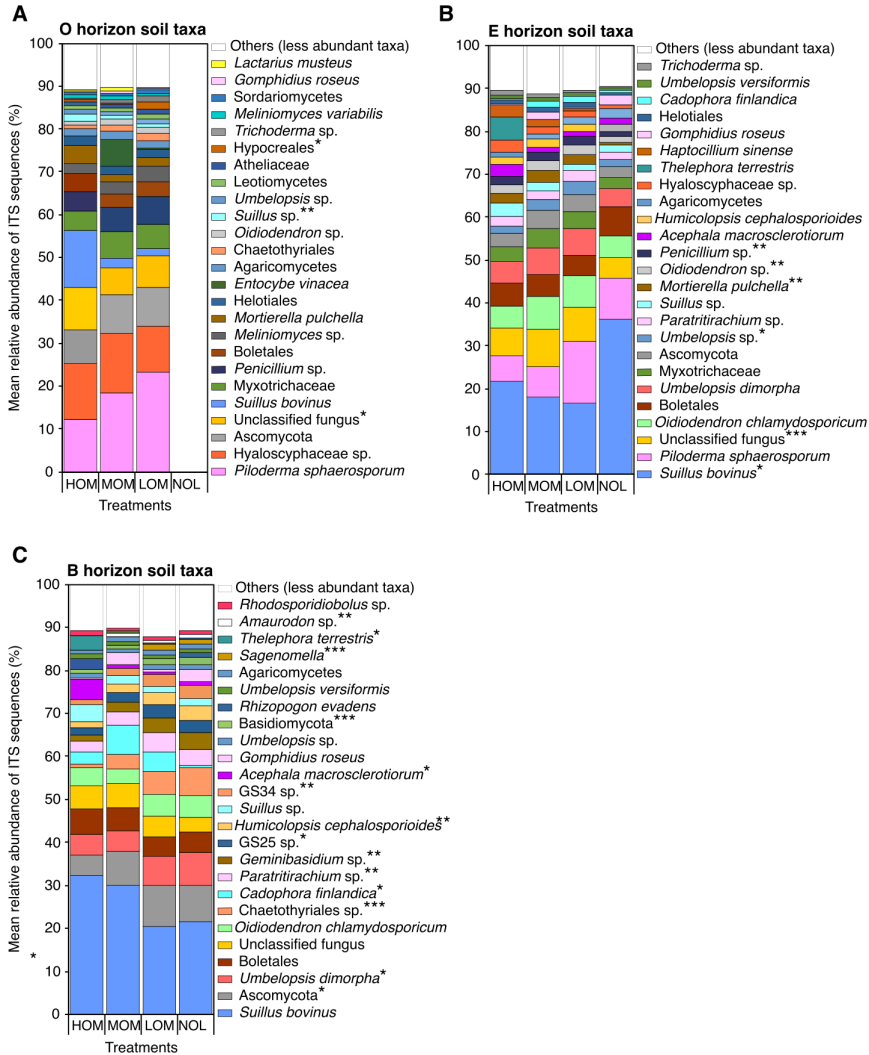 A
O horizon soil taxa
Mean relative abundance of ITS sequences (%)
100
90
80
70
60
50
40
30
20
10
0
HOM MOM LOM NOL
Treatments
Others (less abundant taxa)
Lactarius musteus
Gomphidius roseus
Sordariomycetes
Meliniomyces variabilis
Trichoderma sp.
Hypocreales*
Atheliaceae
Leotiomycetes
Umbelopsis sp.
Suillus sp.**
Oidiodendron sp.
Chaetothyriales
Agaricomycetes
Entocybe vinacea
Helotiales
Mortierella pulchella
Meliniomyces sp.
Boletales
Penicillium sp.
Myxotrichaceae
Suillus bovinus
Unclassified fungus*
Ascomycota
Hyaloscyphaceae sp.
Piloderma sphaerosporum
B
E horizon soil taxa
100
90
80
70
60
50
40
30
20
10
0
HOM MOM LOM NOL
Treatments
Others (less abundant taxa)
Trichoderma sp.
Umbelopsis versiformis
Cadophora finlandica
Helotiales
Gomphidius roseus
Haptocillium sinense
Thelephora terrestris
Hyaloscyphaceae sp.
Agaricomycetes
Humicolopsis cephalosporioides
Acephala macrosclerotiorum
Penicillium sp.**
Oidiodendron sp.**
Mortierella pulchella**
Suillus sp.
Paratritirachium sp.
Umbelopsis sp.*
Ascomycota
Myxotrichaceae
Umbelopsis dimorpha
Boletales
Oidiodendron chlamydosporicum
Unclassified fungus***
Piloderma sphaerosporum
Suillus bovinus*
C
B horizon soil taxa
Mean relative abundance of ITS sequences (%)
*
100
90
80
70
60
50
40
30
20
10
0
HOM MOM LOM NOL
Treatments
Others (less abundant taxa)
Rhodosporidiobolus sp.
Amaurodon sp.**
Thelephora terrestris*
Sagenomella***
Agaricomycetes
Umbelopsis versiformis
Rhizopogon evadens
Basidiomycota***
Umbelopsis sp.
Gomphidius roseus
Acephala macrosclerotiorum*
GS34 sp.**
Suillus sp.
Humicolopsis cephalosporioides**
GS25 sp.*
Geminibasidium sp.**
Paratritirachium sp.**
Cadophora finlandica*
Chaetothyriales sp.***
Oidiodendron chlamydosporicum
Unclassified fungus
Boletales
Umbelopsis dimorpha*
Ascomycota*
Suillus bovinus